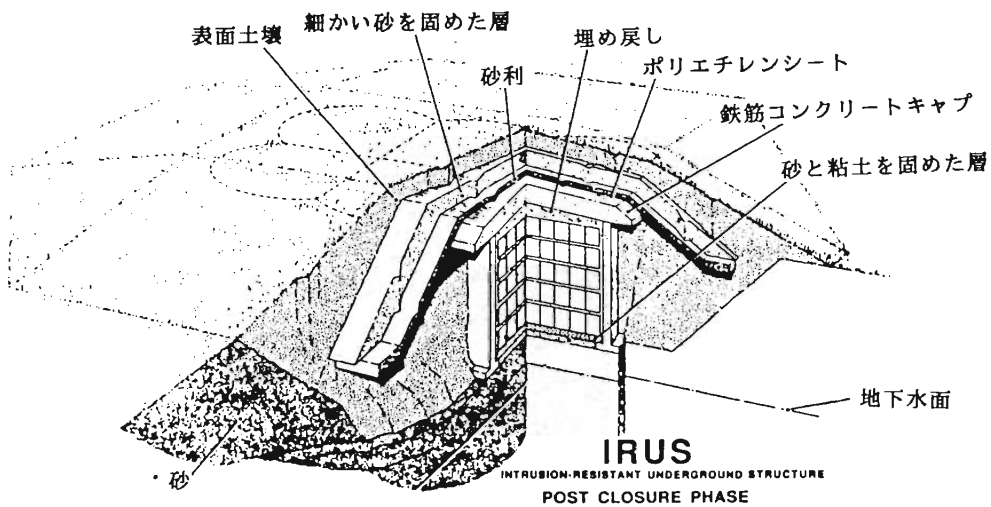 細かい砂を固めた層
表面土壌
埋め戻し
砂利
ポリエチレンシート
鉄筋コンクリートキャプ
砂と粘土を固めた層
地下水面
砂
IRUS
INTRUSION-RESISTANT UNDERGROUND STRUCTURE
POST CLOSURE PHASE